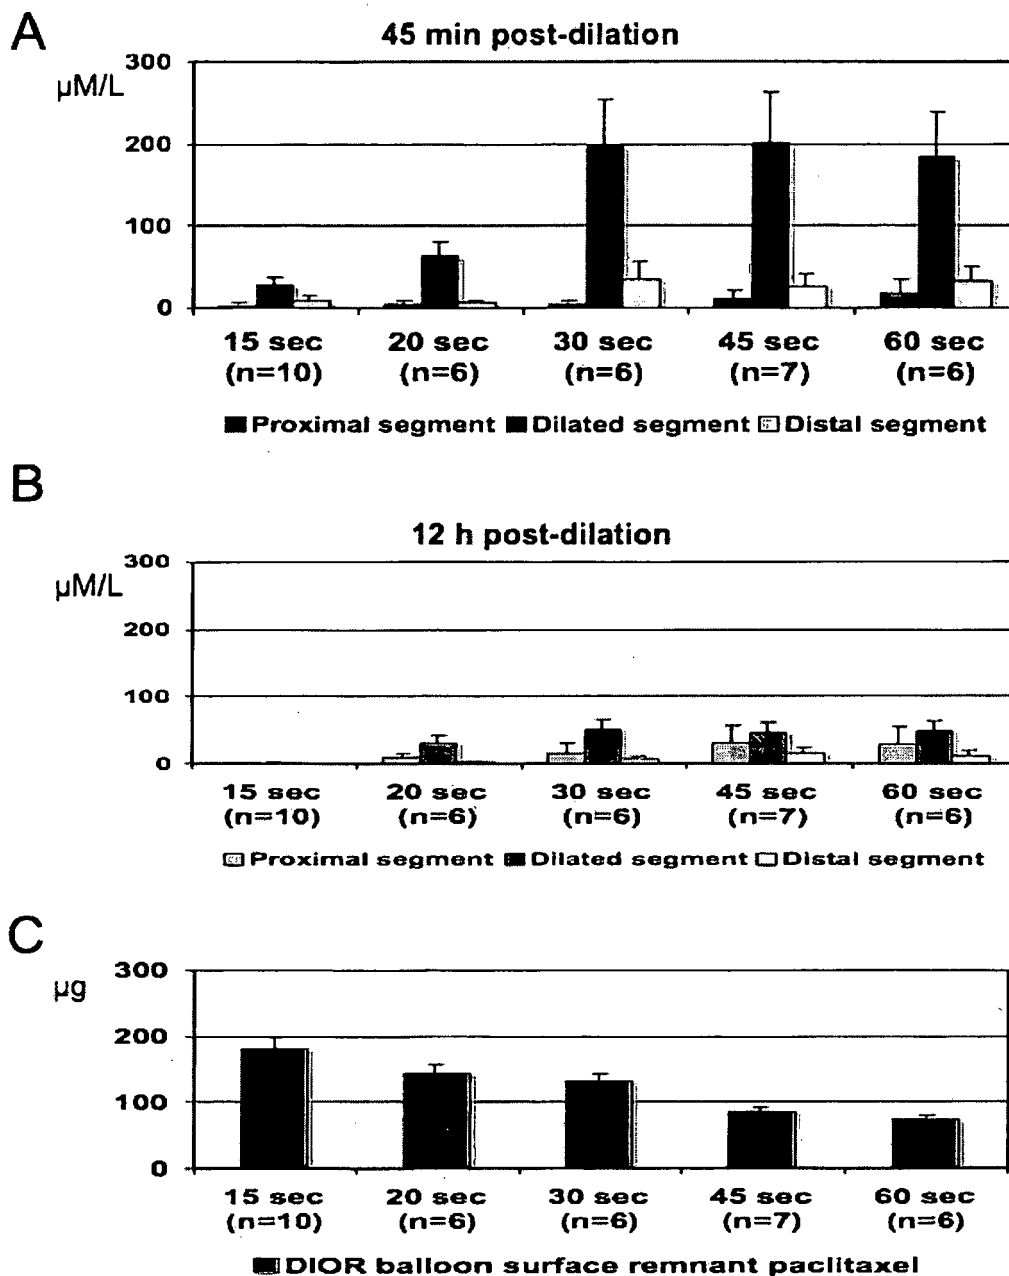 A
45 min post-dilation
µM/L
300
200
100
0
15 sec 20 sec 30 sec 45 sec 60 sec
(n=10) (n=6) (n=6) (n=7) (n=6)
Proximal segment Dilated segment Distal segment
B
12 h post-dilation
µM/L
300
200
100
0
15 sec 20 sec 30 sec 45 sec 60 sec
(n=10) (n=6) (n=6) (n=7) (n=6)
Proximal segment Dilated segment Distal segment
C
µg
300
200
100
0
15 sec 20 sec 30 sec 45 sec 60 sec
(n=10) (n=6) (n=6) (n=7) (n=6)
DIOR balloon surface remnant paclitaxel